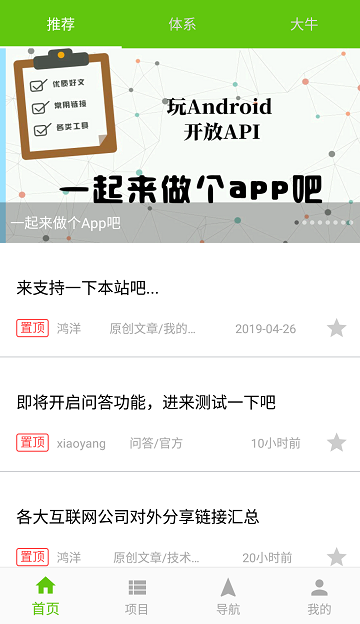 推荐 体系 大牛
优质好文
常用链接
各类工具
玩Android
开放API
一起来做个app吧
一起来做个App吧
来支持一下本站吧...
置顶 鸿洋 原创文章/我的... 2019-04-26
即将开启问答功能，进来测试一下吧
置顶 xiaoyang 问答/官方 10小时前
各大互联网公司对外分享链接汇总
置顶 鸿洋 原创文章/技术... 20小时前
首页 项目 导航 我的